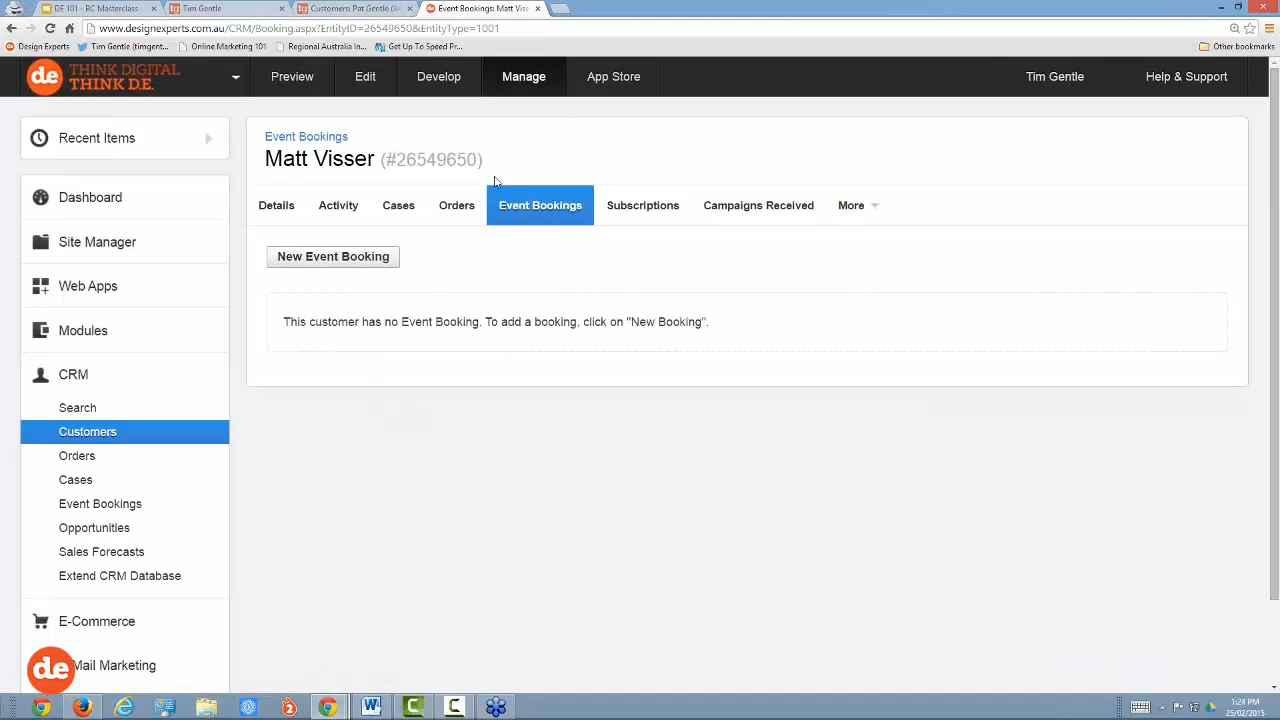 DE 101 - BC Masterclass
Tim Gentle
Customers: Pat Gentle (#
Event Bookings: Matt Viss
www.designexperts.com.au/CRM/Booking.aspx?EntityID=26549650&EntityType=1001
Design Experts
Tim Gentle (timgent...
Online Marketing 101
Regional Australia In...
Get Up To Speed Pr...
Other bookmarks
de
THINK DIGITAL
THINK D.E.
Preview
Edit
Develop
Manage
App Store
Tim Gentle
Help & Support
Recent Items
Dashboard
Site Manager
Web Apps
Modules
CRM
Search
Customers
Orders
Cases
Event Bookings
Opportunities
Sales Forecasts
Extend CRM Database
E-Commerce
Mail Marketing
de
Event Bookings
Matt Visser (#26549650)
Details
Activity
Cases
Orders
Event Bookings
Subscriptions
Campaigns Received
More
New Event Booking
This customer has no Event Booking. To add a booking, click on "New Booking".
1:24 PM
25/02/2015